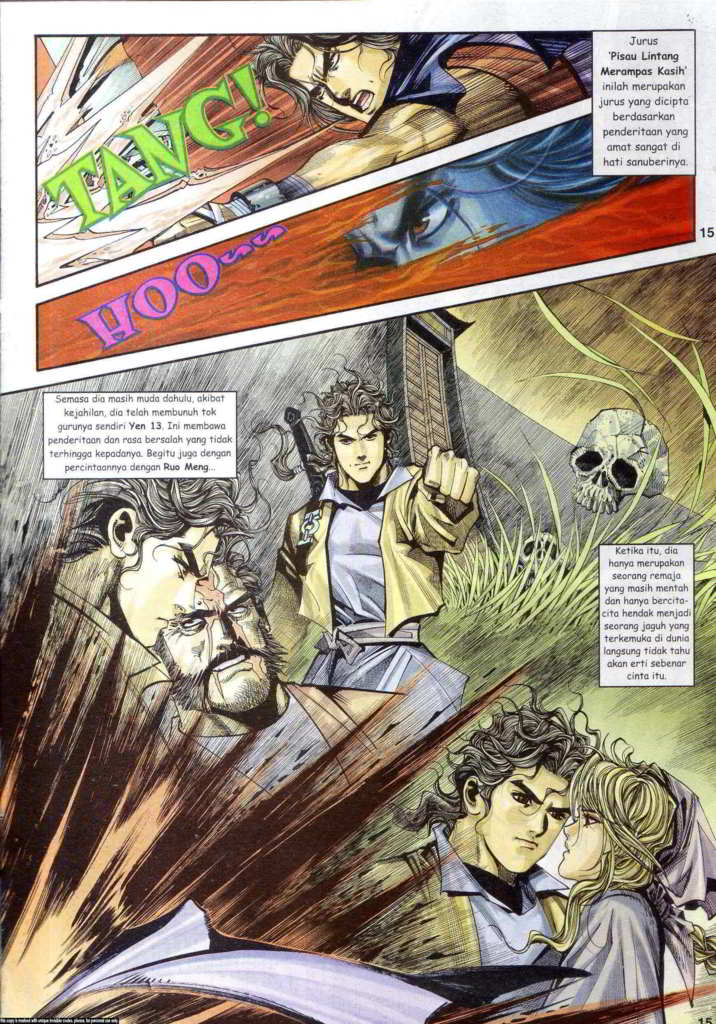 Jurus
'Pisau Lintang
Merampas Kasih'
inilah merupakan
jurus yang dicipta
berdasarkan
penderitaan yang
amat sangat di
hati sanuberinya.
TANG!
15
HOO~~
Semasa dia masih muda dahulu, akibat
kejahilan, dia telah membunuh tok
gurunya sendiri Yen 13. Ini membawa
penderitaan dan rasa bersalah yang tidak
terhingga kepadanya. Begitu juga dengan
percintaannya dengan Ruo Meng...
Ketika itu, dia
hanya merupakan
seorang remaja
yang masih mentah
dan hanya bercita-
cita hendak menjadi
seorang jaguh yang
terkemuka di dunia
langsung tidak tahu
akan erti sebenar
cinta itu.
15